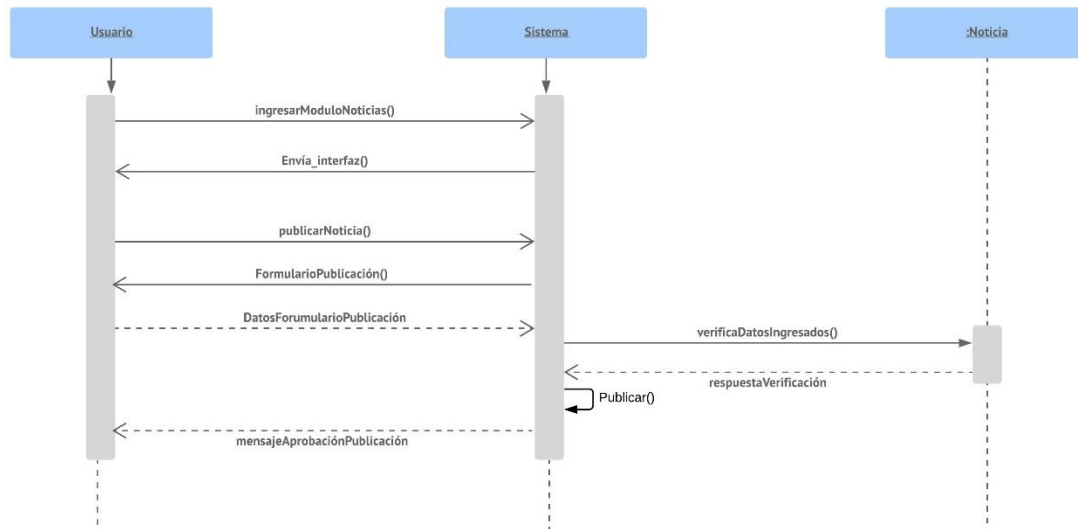 Usuario
Sistema
:Noticia
ingresarModuloNoticias()
Envía_interfaz()
publicarNoticia()
FormularioPublicación()
DatosForumularioPublicación
verificaDatosIngresados()
respuestaVerificación
Publicar()
mensajeAprobaciónPublicación